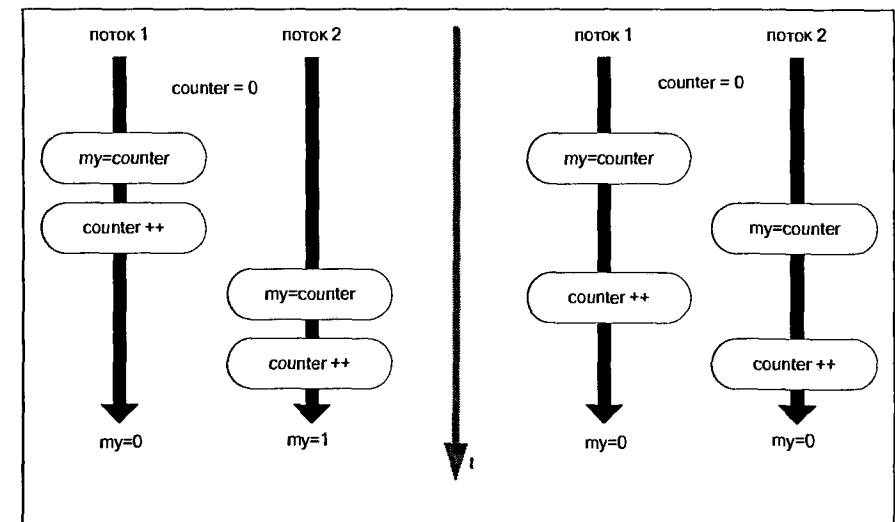 поток 1
поток 2
counter = 0
my=counter
counter ++
my=counter
counter ++
my=0
my=1
t
поток 1
поток 2
counter = 0
my=counter
my=counter
counter ++
counter ++
my=0
my=0